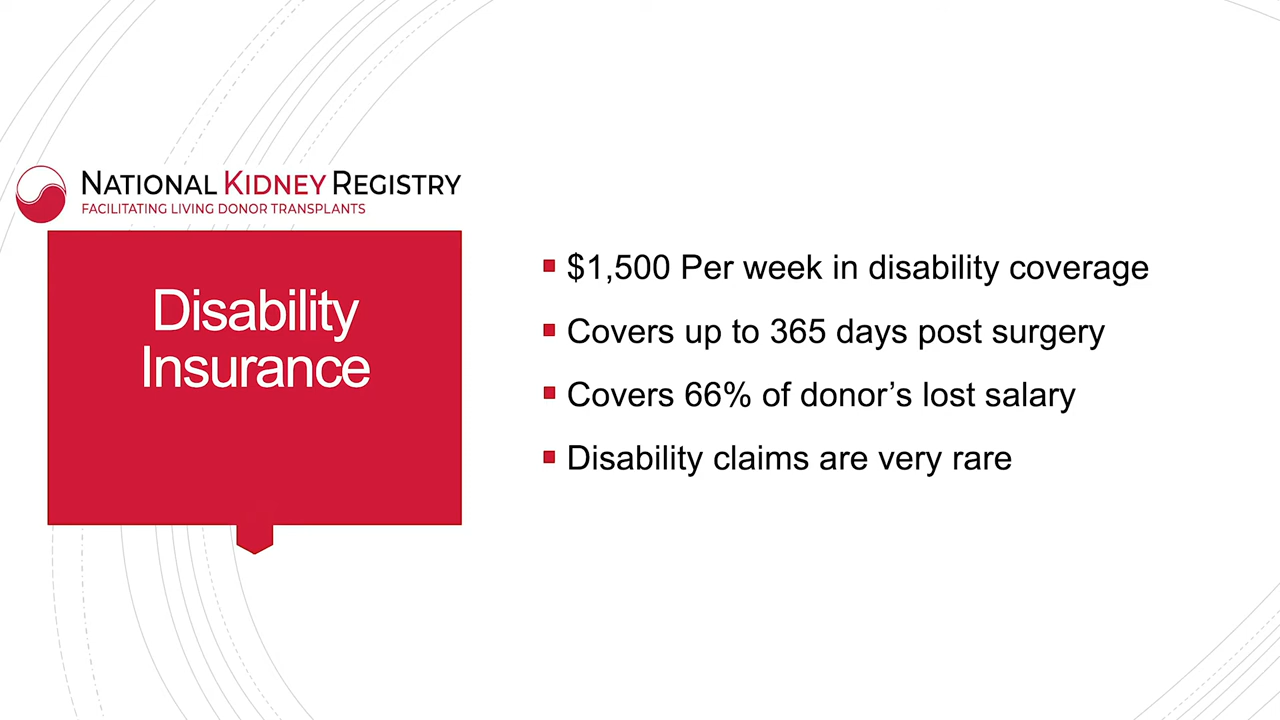 NATIONAL KIDNEY REGISTRY
FACILITATING LIVING DONOR TRANSPLANTS
Disability
Insurance
$1,500 Per week in disability coverage
Covers up to 365 days post surgery
Covers 66% of donor’s lost salary
Disability claims are very rare